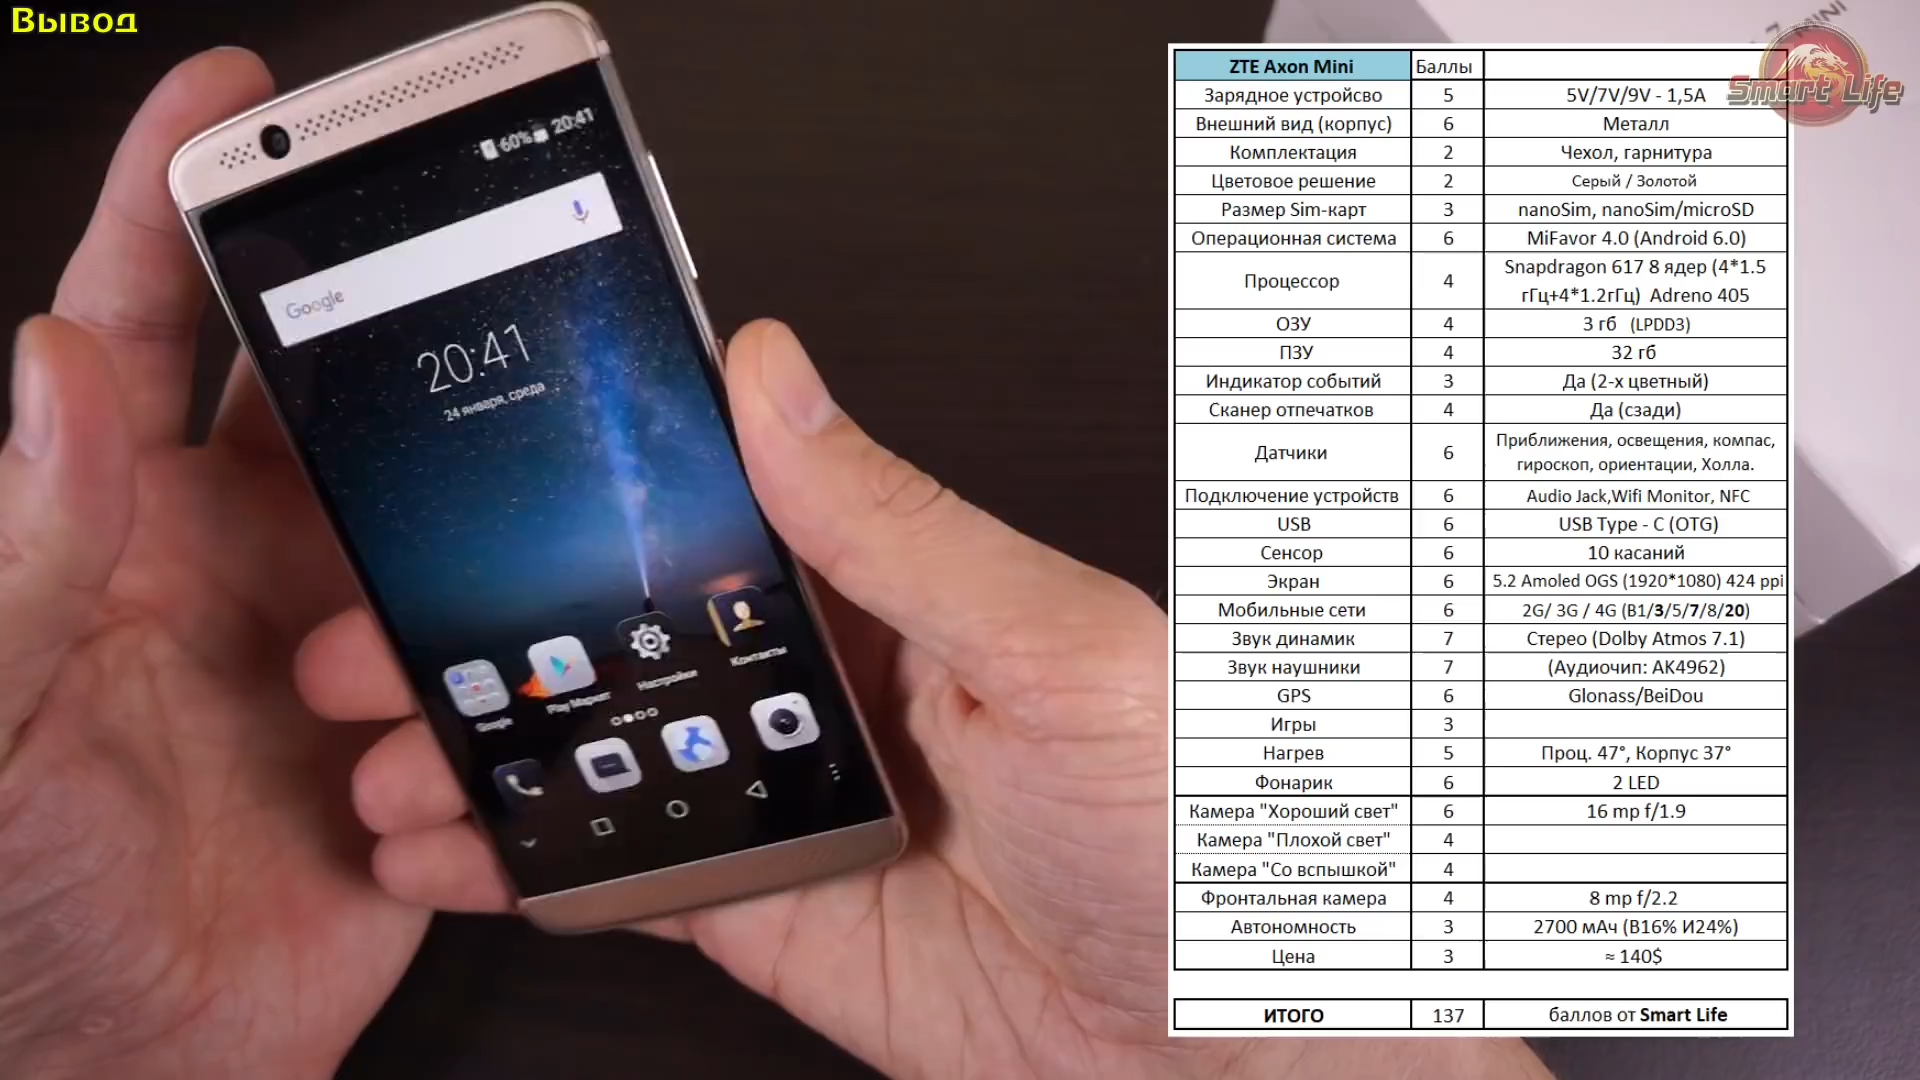 Вывод
MINI
Smart Life
60% 20:41
Google
20:41
24 января, среда
Google
Play Маркет
Настройки
Контакты
ZTE Axon Mini Баллы
Зарядное устройсво 5 5V/7V/9V - 1,5A
Внешний вид (корпус) 6 Металл
Комплектация 2 Чехол, гарнитура
Цветовое решение 2 Серый / Золотой
Размер Sim-карт 3 nanoSim, nanoSim/microSD
Операционная система 6 MiFavor 4.0 (Android 6.0)
Процессор 4 Snapdragon 617 8 ядер (4*1.5
гГц+4*1.2гГц) Adreno 405
ОЗУ 4 3 гб (LPDD3)
ПЗУ 4 32 гб
Индикатор событий 3 Да (2-х цветный)
Сканер отпечатков 4 Да (сзади)
Датчики 6 Приближения, освещения, компас,
гироскоп, ориентации, Холла.
Подключение устройств 6 Audio Jack,Wifi Monitor, NFC
USB 6 USB Type - C (OTG)
Сенсор 6 10 касаний
Экран 6 5.2 Amoled OGS (1920*1080) 424 ppi
Мобильные сети 6 2G/ 3G / 4G (B1/3/5/7/8/20)
Звук динамик 7 Стерео (Dolby Atmos 7.1)
Звук наушники 7 (Аудиочип: AK4962)
GPS 6 Glonass/BeiDou
Игры 3
Нагрев 5 Проц. 47°, Корпус 37°
Фонарик 6 2 LED
Камера "Хороший свет" 6 16 mp f/1.9
Камера "Плохой свет" 4
Камера "Со вспышкой" 4
Фронтальная камера 4 8 mp f/2.2
Автономность 3 2700 мАч (В16% И24%)
Цена 3 ≈ 140$
ИТОГО 137 баллов от Smart Life